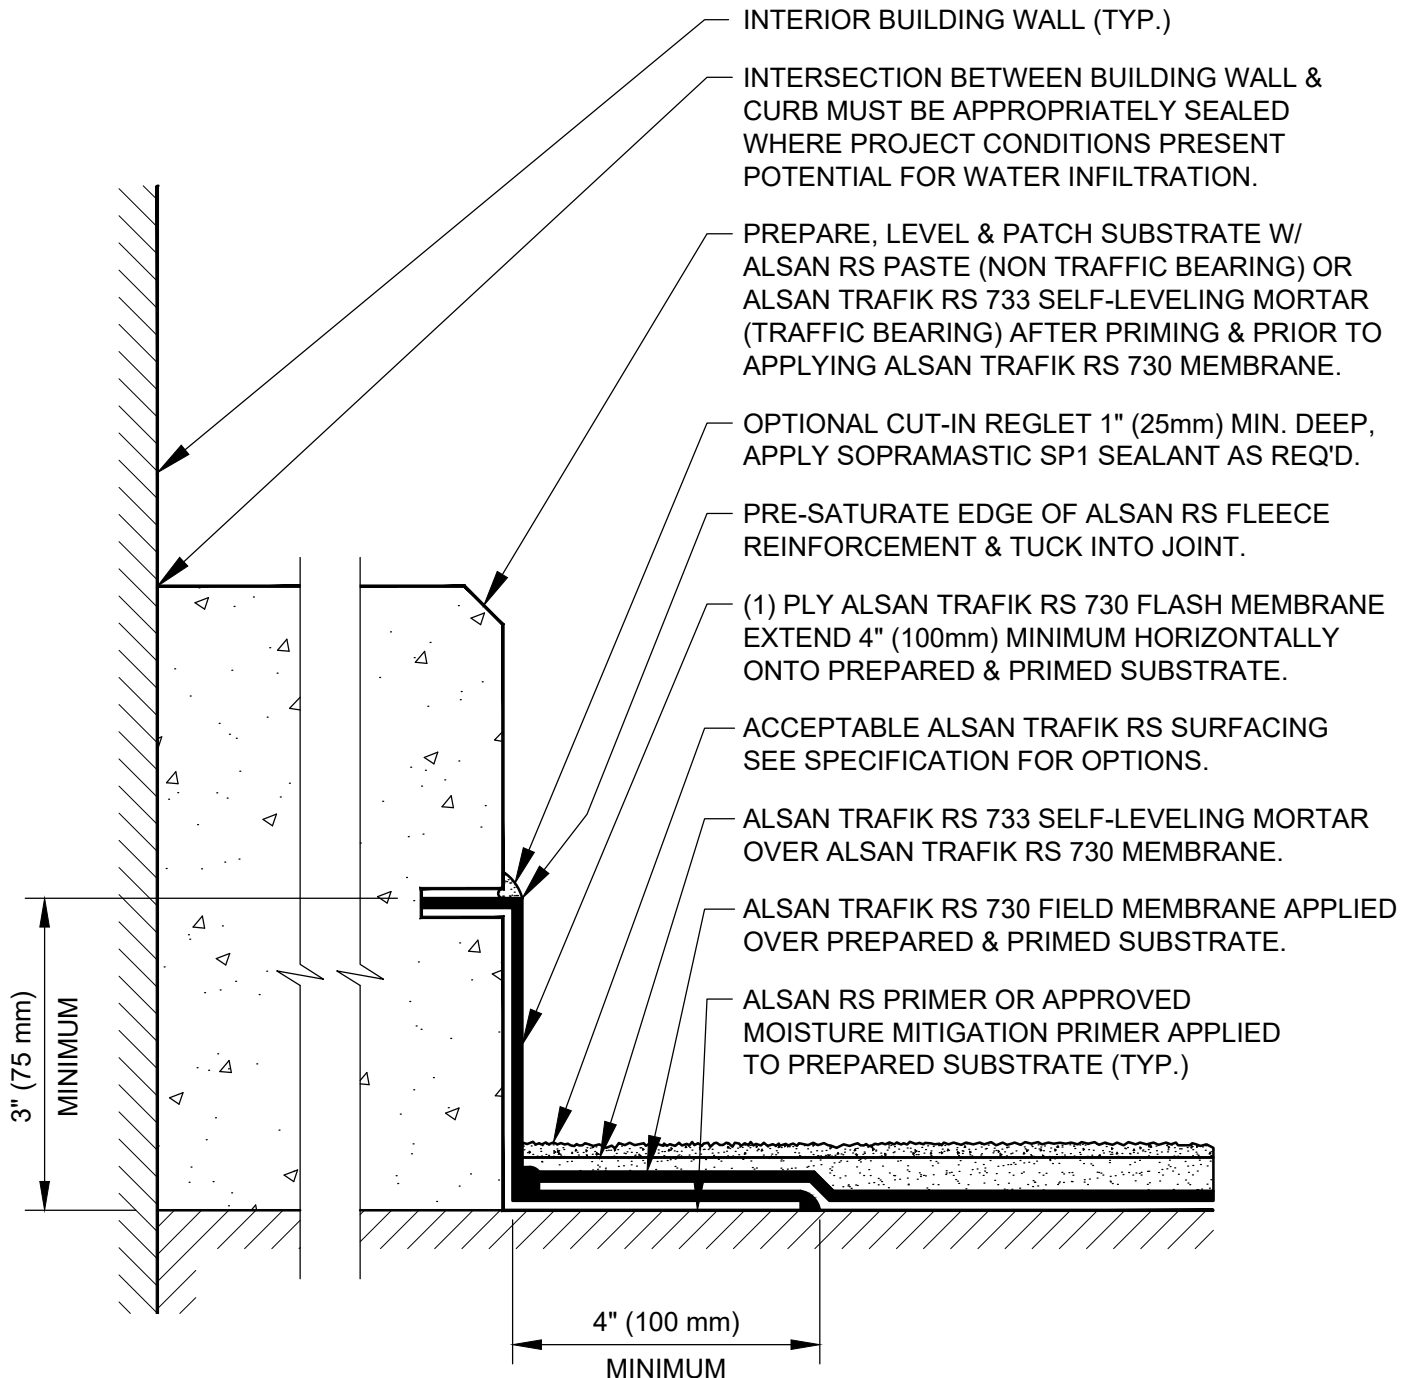 INTERIOR BUILDING WALL (TYP.)
INTERSECTION BETWEEN BUILDING WALL &
CURB MUST BE APPROPRIATELY SEALED
WHERE PROJECT CONDITIONS PRESENT
POTENTIAL FOR WATER INFILTRATION.
PREPARE, LEVEL & PATCH SUBSTRATE W/
ALSAN RS PASTE (NON TRAFFIC BEARING) OR
ALSAN TRAFIK RS 733 SELF-LEVELING MORTAR
(TRAFFIC BEARING) AFTER PRIMING & PRIOR TO
APPLYING ALSAN TRAFIK RS 730 MEMBRANE.
OPTIONAL CUT-IN REGLET 1" (25mm) MIN. DEEP,
APPLY SOPRAMASTIC SP1 SEALANT AS REQ'D.
PRE-SATURATE EDGE OF ALSAN RS FLEECE
REINFORCEMENT & TUCK INTO JOINT.
(1) PLY ALSAN TRAFIK RS 730 FLASH MEMBRANE
EXTEND 4" (100mm) MINIMUM HORIZONTALLY
ONTO PREPARED & PRIMED SUBSTRATE.
ACCEPTABLE ALSAN TRAFIK RS SURFACING
SEE SPECIFICATION FOR OPTIONS.
ALSAN TRAFIK RS 733 SELF-LEVELING MORTAR
OVER ALSAN TRAFIK RS 730 MEMBRANE.
ALSAN TRAFIK RS 730 FIELD MEMBRANE APPLIED
OVER PREPARED & PRIMED SUBSTRATE.
ALSAN RS PRIMER OR APPROVED
MOISTURE MITIGATION PRIMER APPLIED
TO PREPARED SUBSTRATE (TYP.)
3" (75 mm)
MINIMUM
4" (100 mm)
MINIMUM